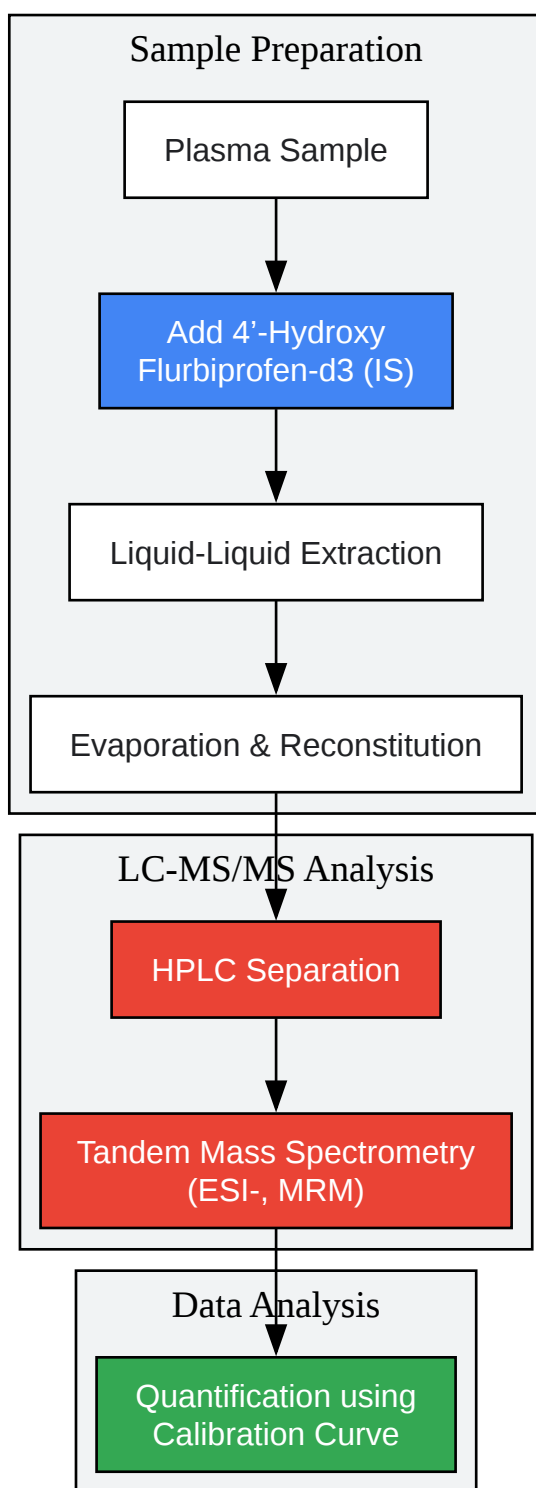 Sample Preparation
Plasma Sample
Add 4’-Hydroxy
Flurbiprofen-d3 (IS)
Liquid-Liquid Extraction
Evaporation & Reconstitution
LC-MS/MS Analysis
HPLC Separation
Tandem Mass Spectrometry
(ESI-, MRM)
Data Analysis
Quantification using
Calibration Curve